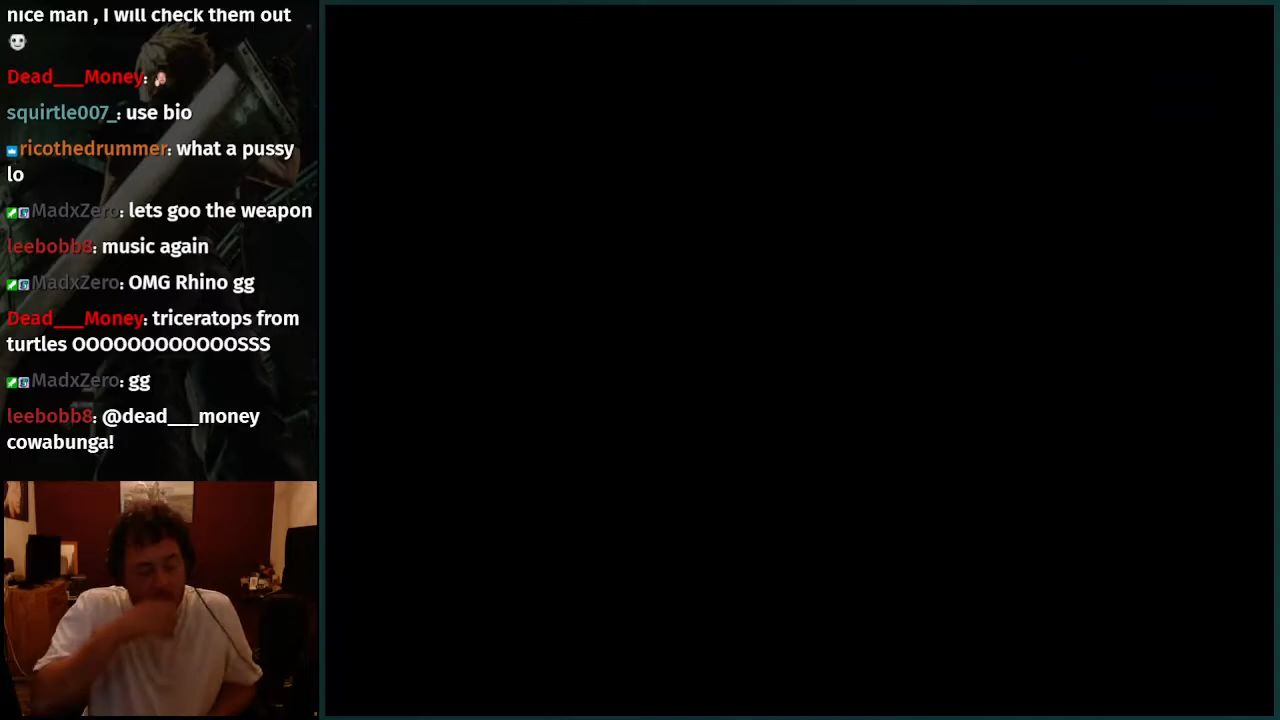 nice man , I will check them out
Dead___Money:
squirtle007_: use bio
ricothedrummer: what a pussy
lo
MadxZero: lets goo the weapon
leebobb8: music again
MadxZero: OMG Rhino gg
Dead___Money: triceratops from
turtles OOOOOOOOOOOOSSS
MadxZero: gg
leebobb8: @dead___money
cowabunga!